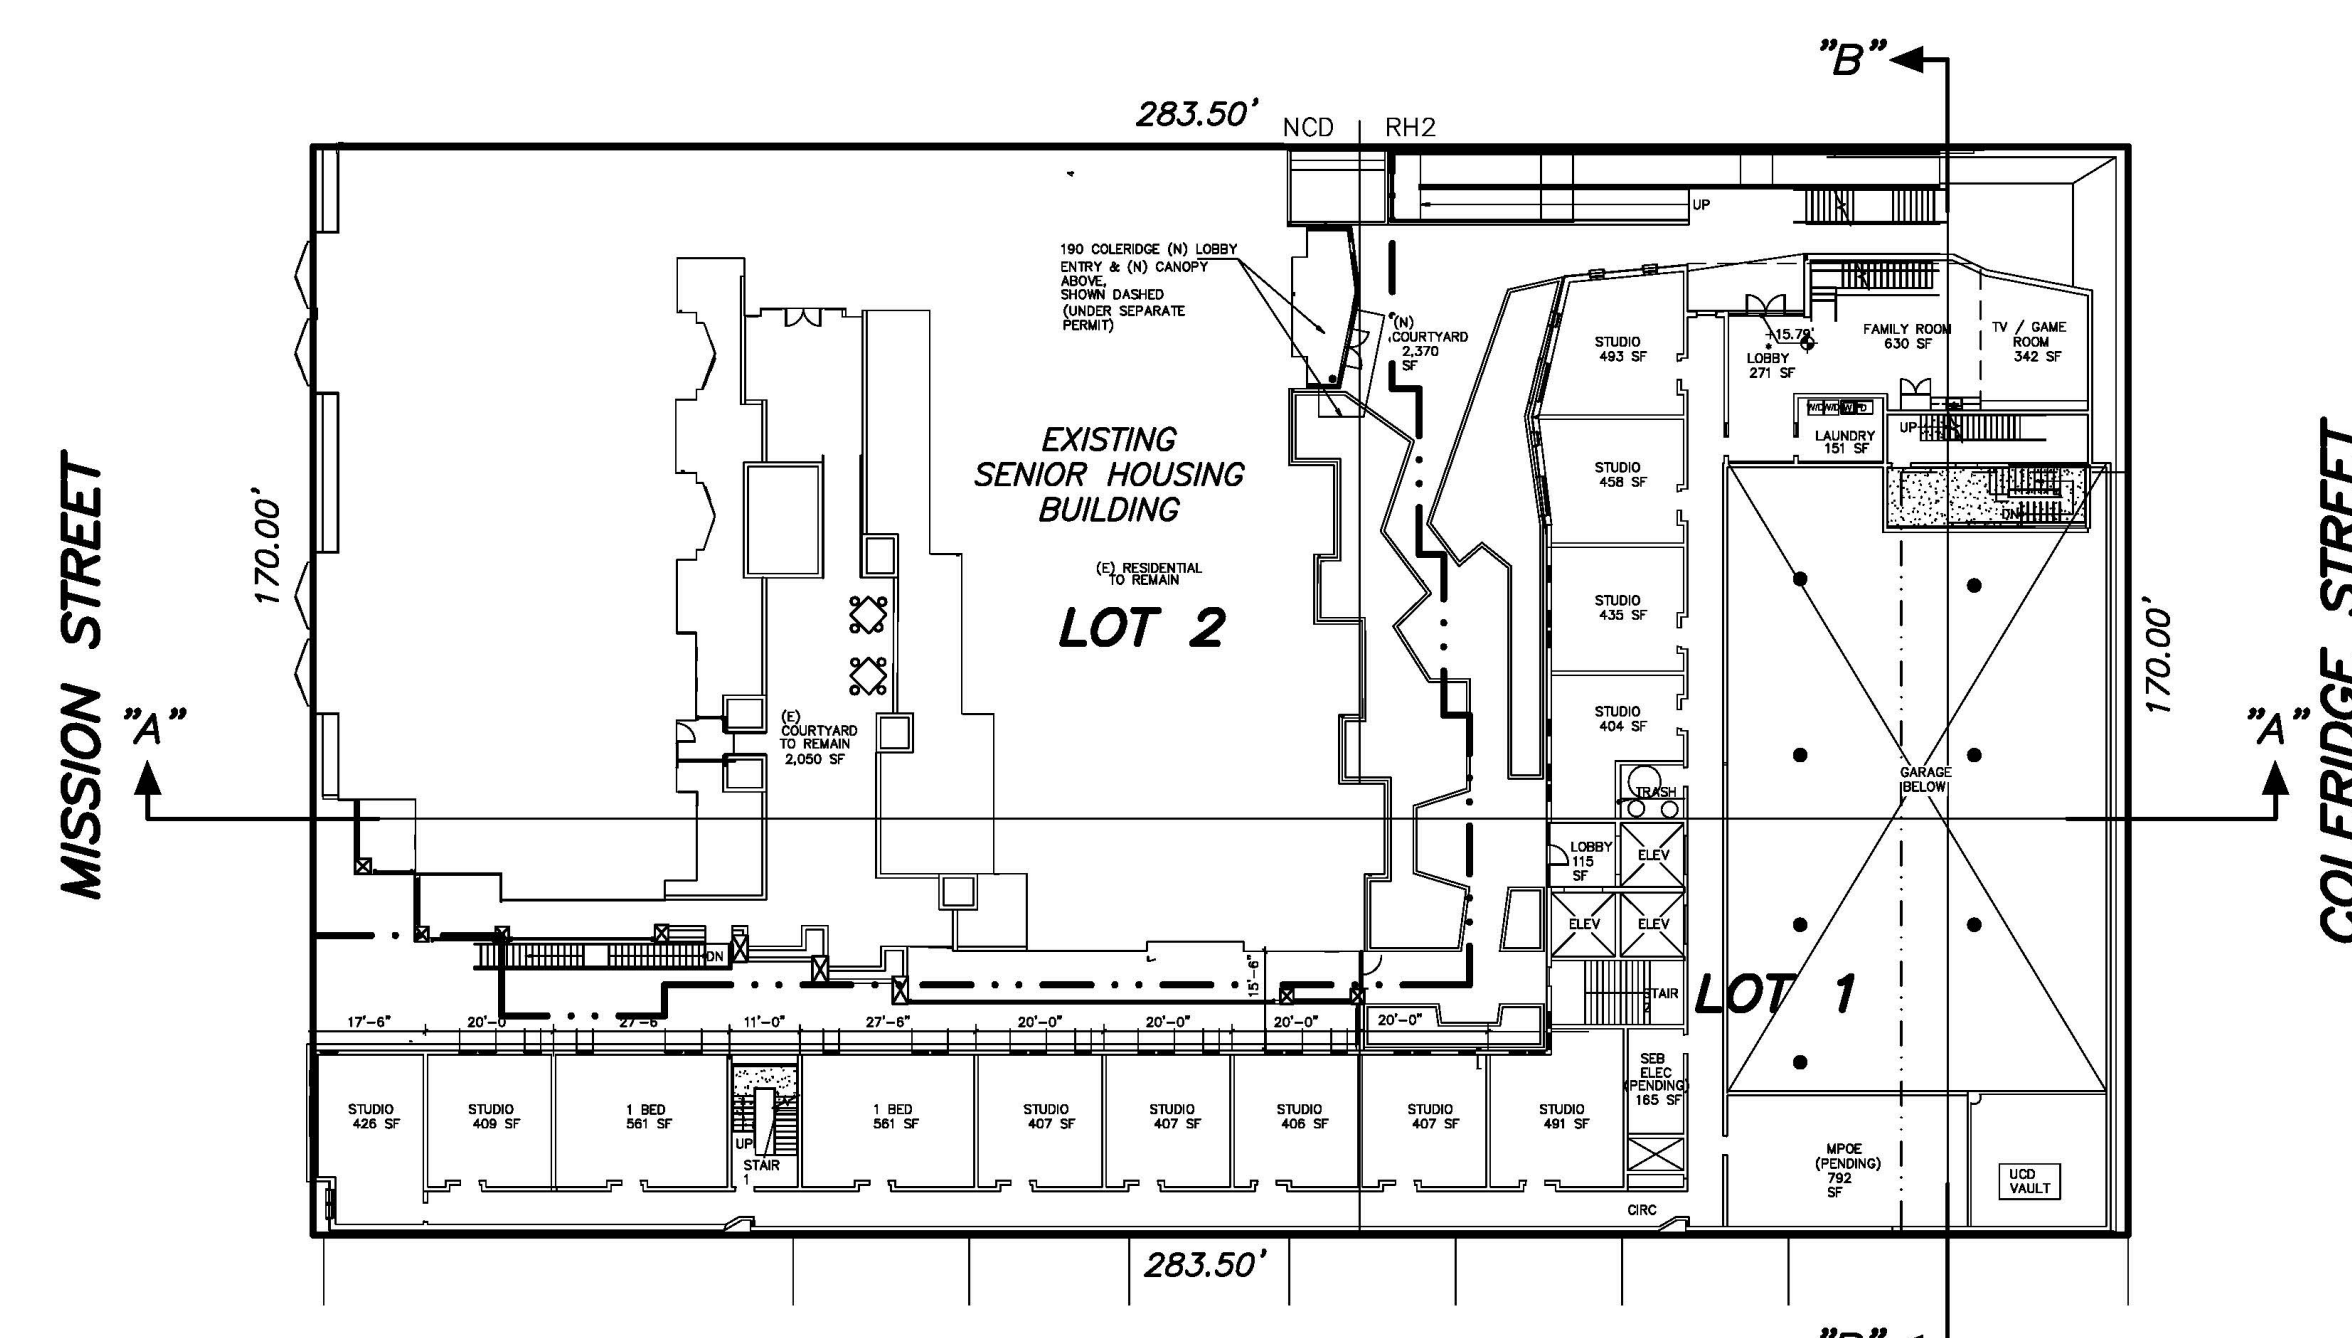 "B"
283.50'
NCD
RH2
UP
190 COLERIDGE (N) LOBBY
ENTRY & (N) CANOPY
ABOVE,
SHOWN DASHED
(UNDER SEPARATE
PERMIT)
(N)
COURTYARD
2,370
SF
STUDIO
493 SF
+15.79'
LOBBY
271 SF
FAMILY ROOM
630 SF
TV / GAME
ROOM
342 SF
W/D
LAUNDRY
151 SF
UP
DN
EXISTING
SENIOR HOUSING
BUILDING
(E) RESIDENTIAL
TO REMAIN
LOT 2
STUDIO
458 SF
STUDIO
435 SF
STUDIO
404 SF
MISSION STREET
170.00'
170.00'
COLERIDGE STREET
"A"
"A"
(E)
COURTYARD
TO REMAIN
2,050 SF
GARAGE
BELOW
TRASH
LOBBY
115
SF
ELEV
ELEV
ELEV
DN
15'-6"
STAIR
2
LOT 1
17'-6"
20'-0
27'-6
11'-0"
27'-6"
20'-0"
20'-0"
20'-0"
20'-0"
SEB
ELEC
(PENDING)
165 SF
STUDIO
426 SF
STUDIO
409 SF
1 BED
561 SF
UP
STAIR
1
1 BED
561 SF
STUDIO
407 SF
STUDIO
407 SF
STUDIO
406 SF
STUDIO
407 SF
STUDIO
491 SF
MPOE
(PENDING)
792
SF
UCD
VAULT
CIRC
283.50'
"B"